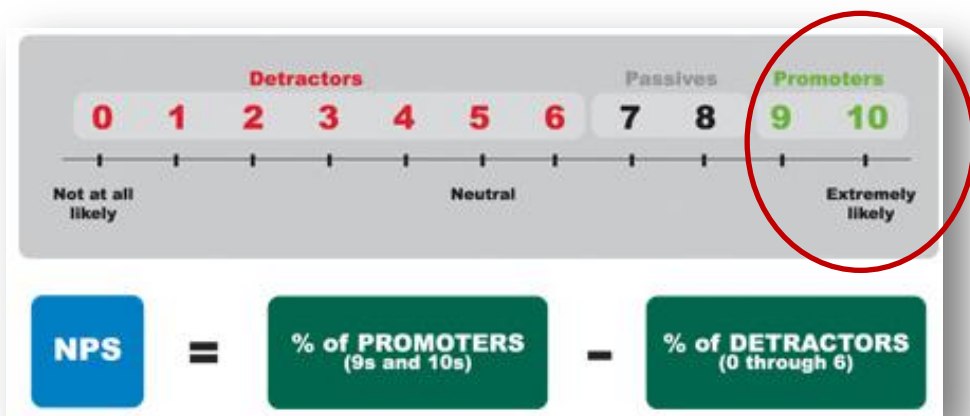 Detractors Passives Promoters
0 1 2 3 4 5 6 7 8 9 10
Not at all likely Neutral Extremely likely
NPS = % of PROMOTERS (9s and 10s) - % of DETRACTORS (0 through 6)